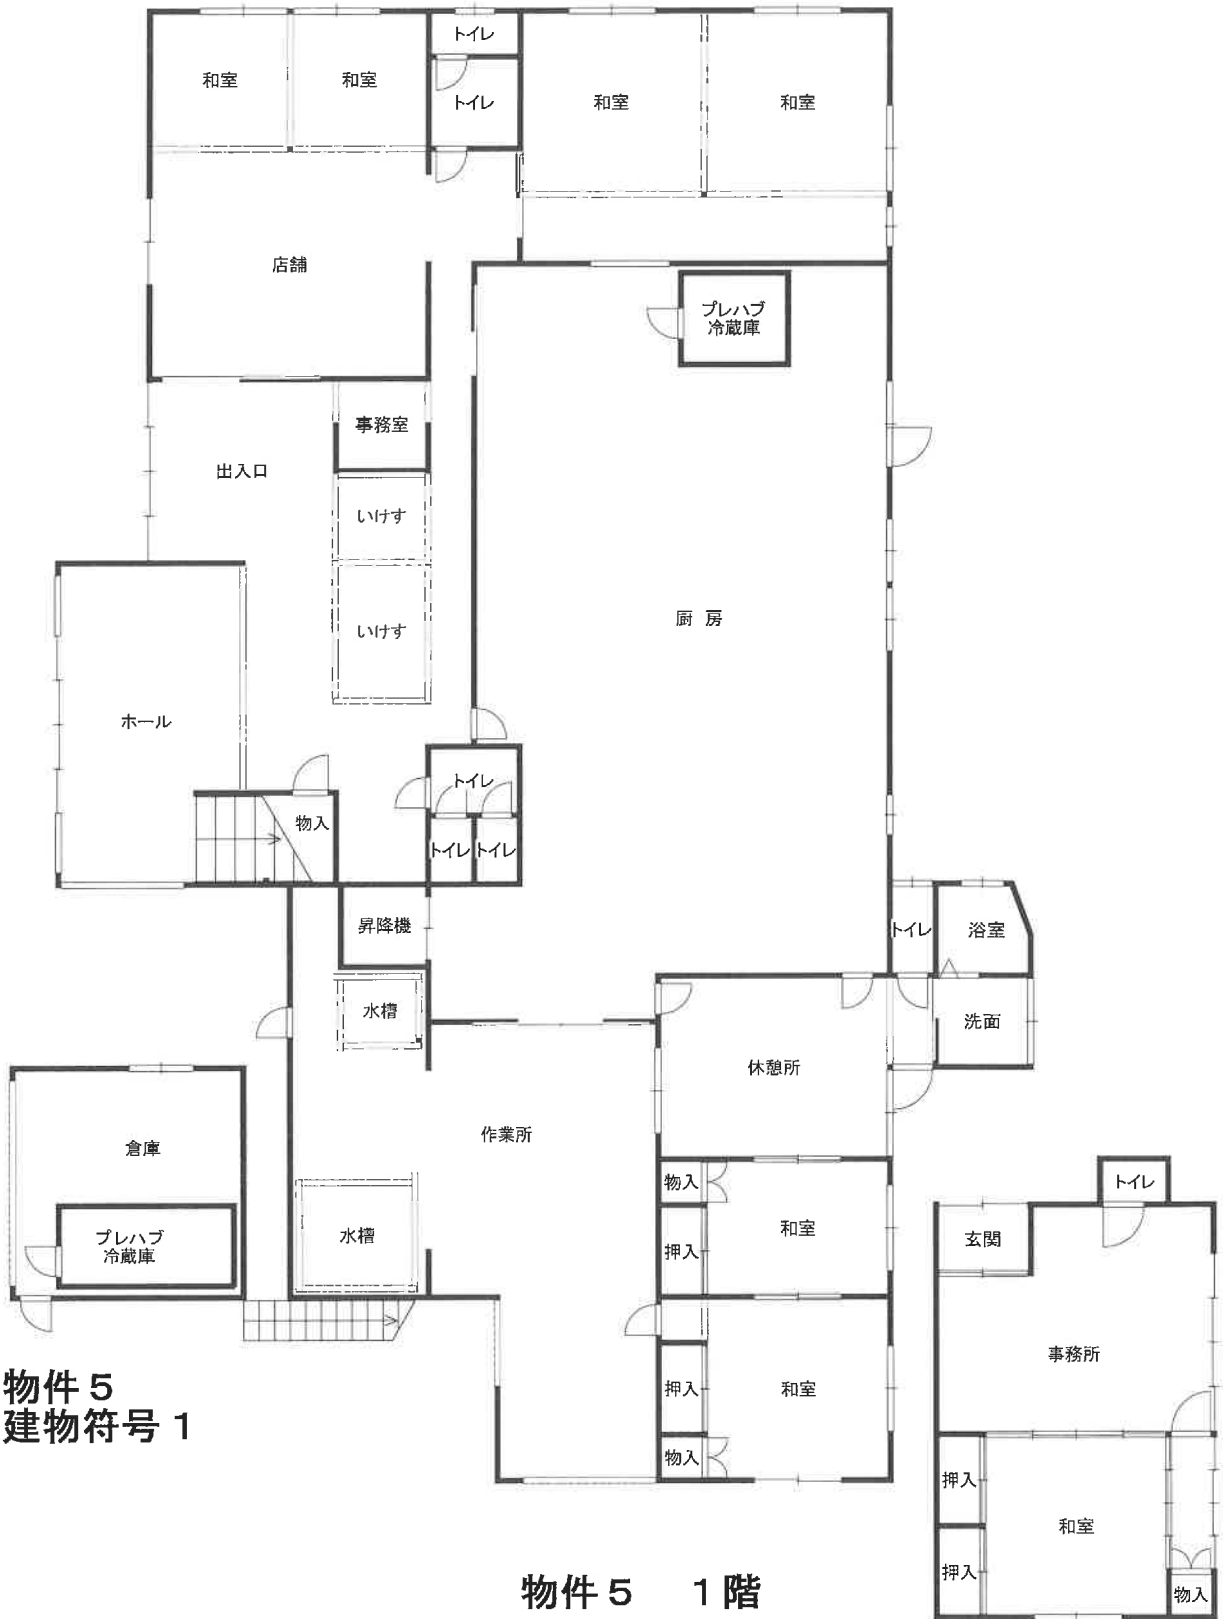 トイレ
和室
和室
トイレ
和室
和室
店舗
プレハブ
冷蔵庫
事務室
出入口
いけす
いけす
厨 房
ホール
トイレ
物入
トイレ
トイレ
昇降機
トイレ
浴室
水槽
洗面
休憩所
作業所
倉庫
物入
トイレ
和室
プレハブ
冷蔵庫
水槽
押入
玄関
事務所
押入
和室
物入
押入
和室
押入
物入
物件５
建物符号１
物件５ １階